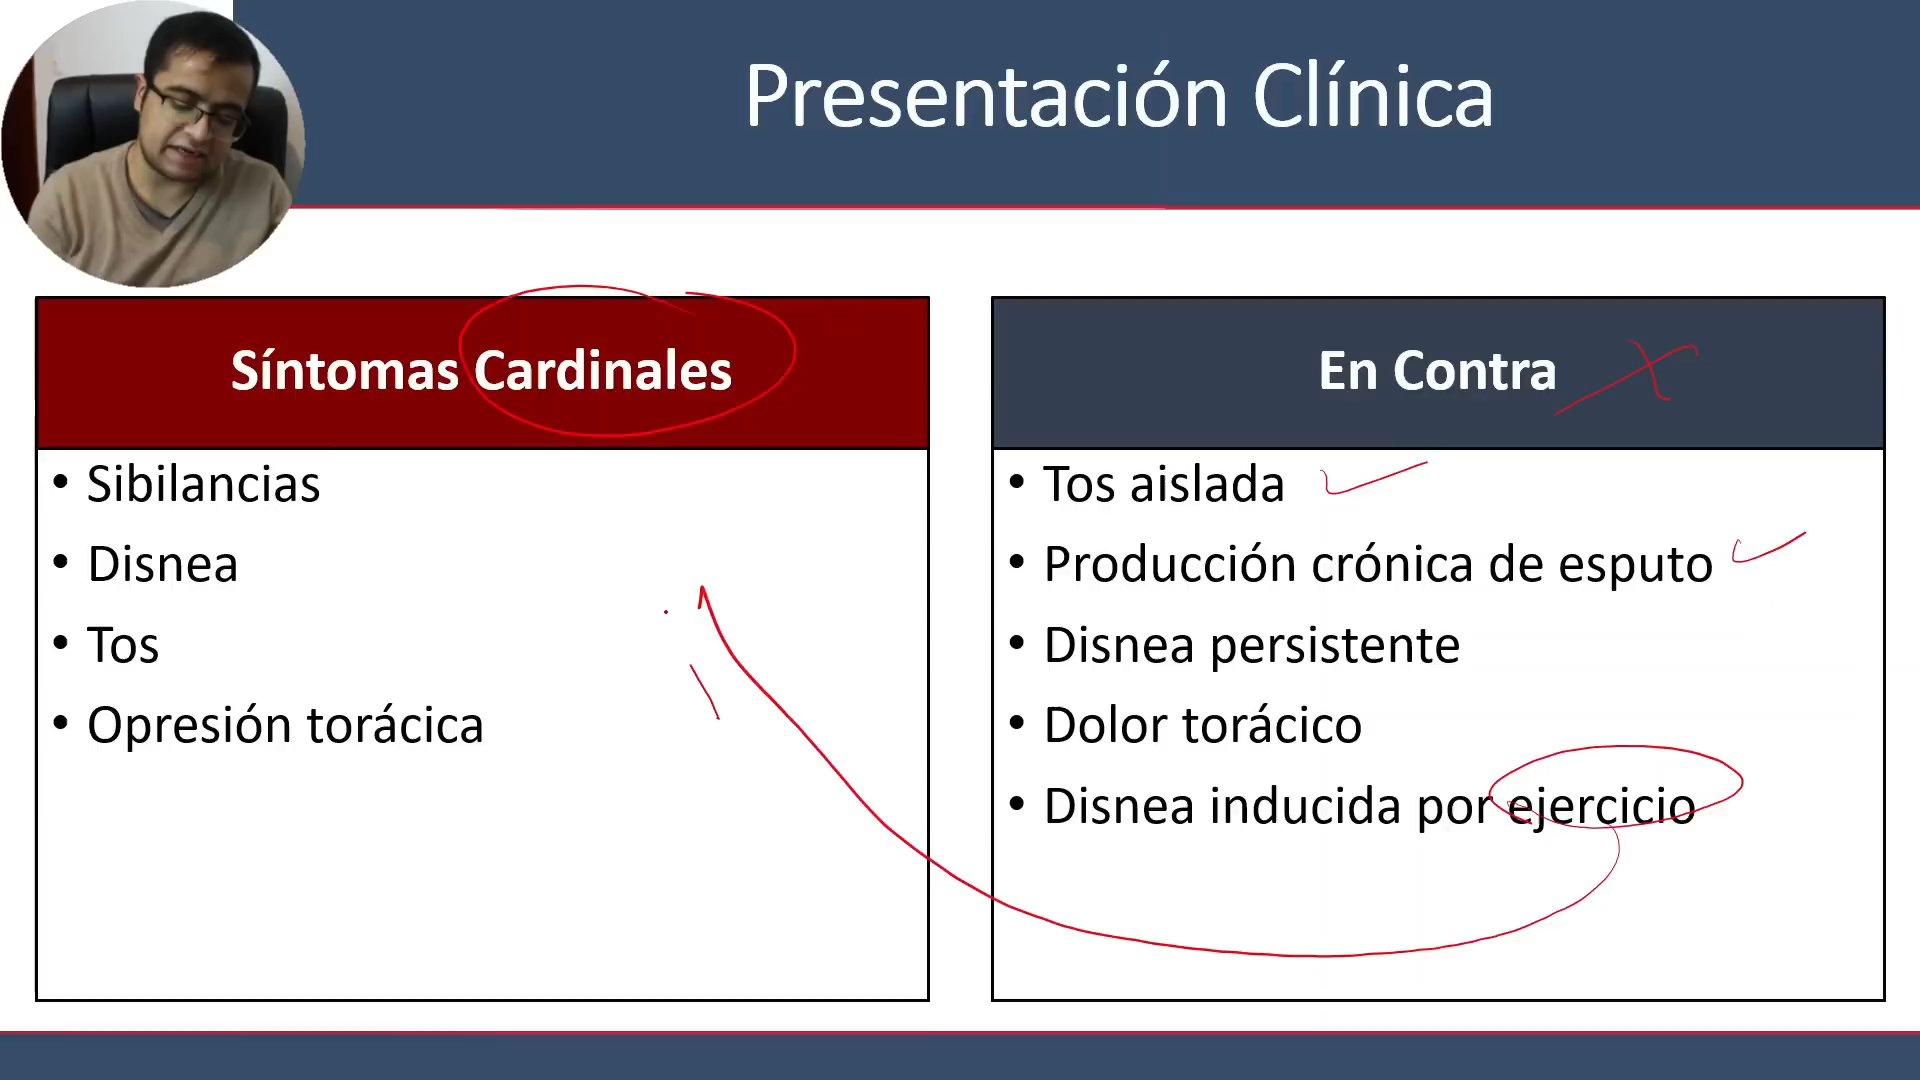 Presentación Clínica
Síntomas Cardinales
• Sibilancias
• Disnea
• Tos
• Opresión torácica
En Contra
• Tos aislada
• Producción crónica de esputo
• Disnea persistente
• Dolor torácico
• Disnea inducida por ejercicio